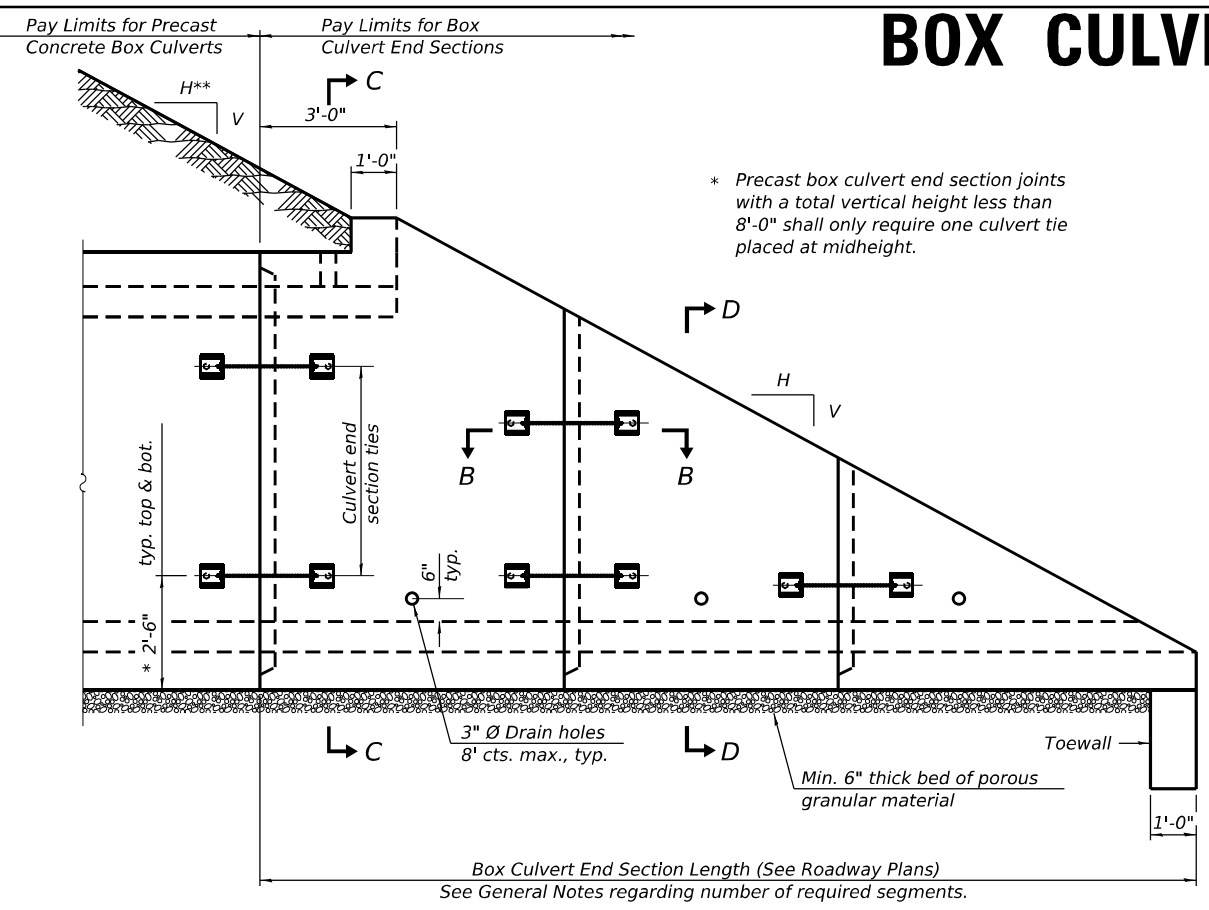 Pay Limits for Precast
Concrete Box Culverts
Pay Limits for Box
Culvert End Sections
BOX CULV
H**
V
C
3'-0"
1'-0"
* Precast box culvert end section joints
with a total vertical height less than
8'-0" shall only require one culvert tie
placed at midheight.
D
H
V
B
B
Culvert end
section ties
typ. top & bot.
* 2'-6"
6"
typ.
C
3" Ø Drain holes
8' cts. max., typ.
D
Toewall
Min. 6" thick bed of porous
granular material
1'-0"
Box Culvert End Section Length (See Roadway Plans)
See General Notes regarding number of required segments.